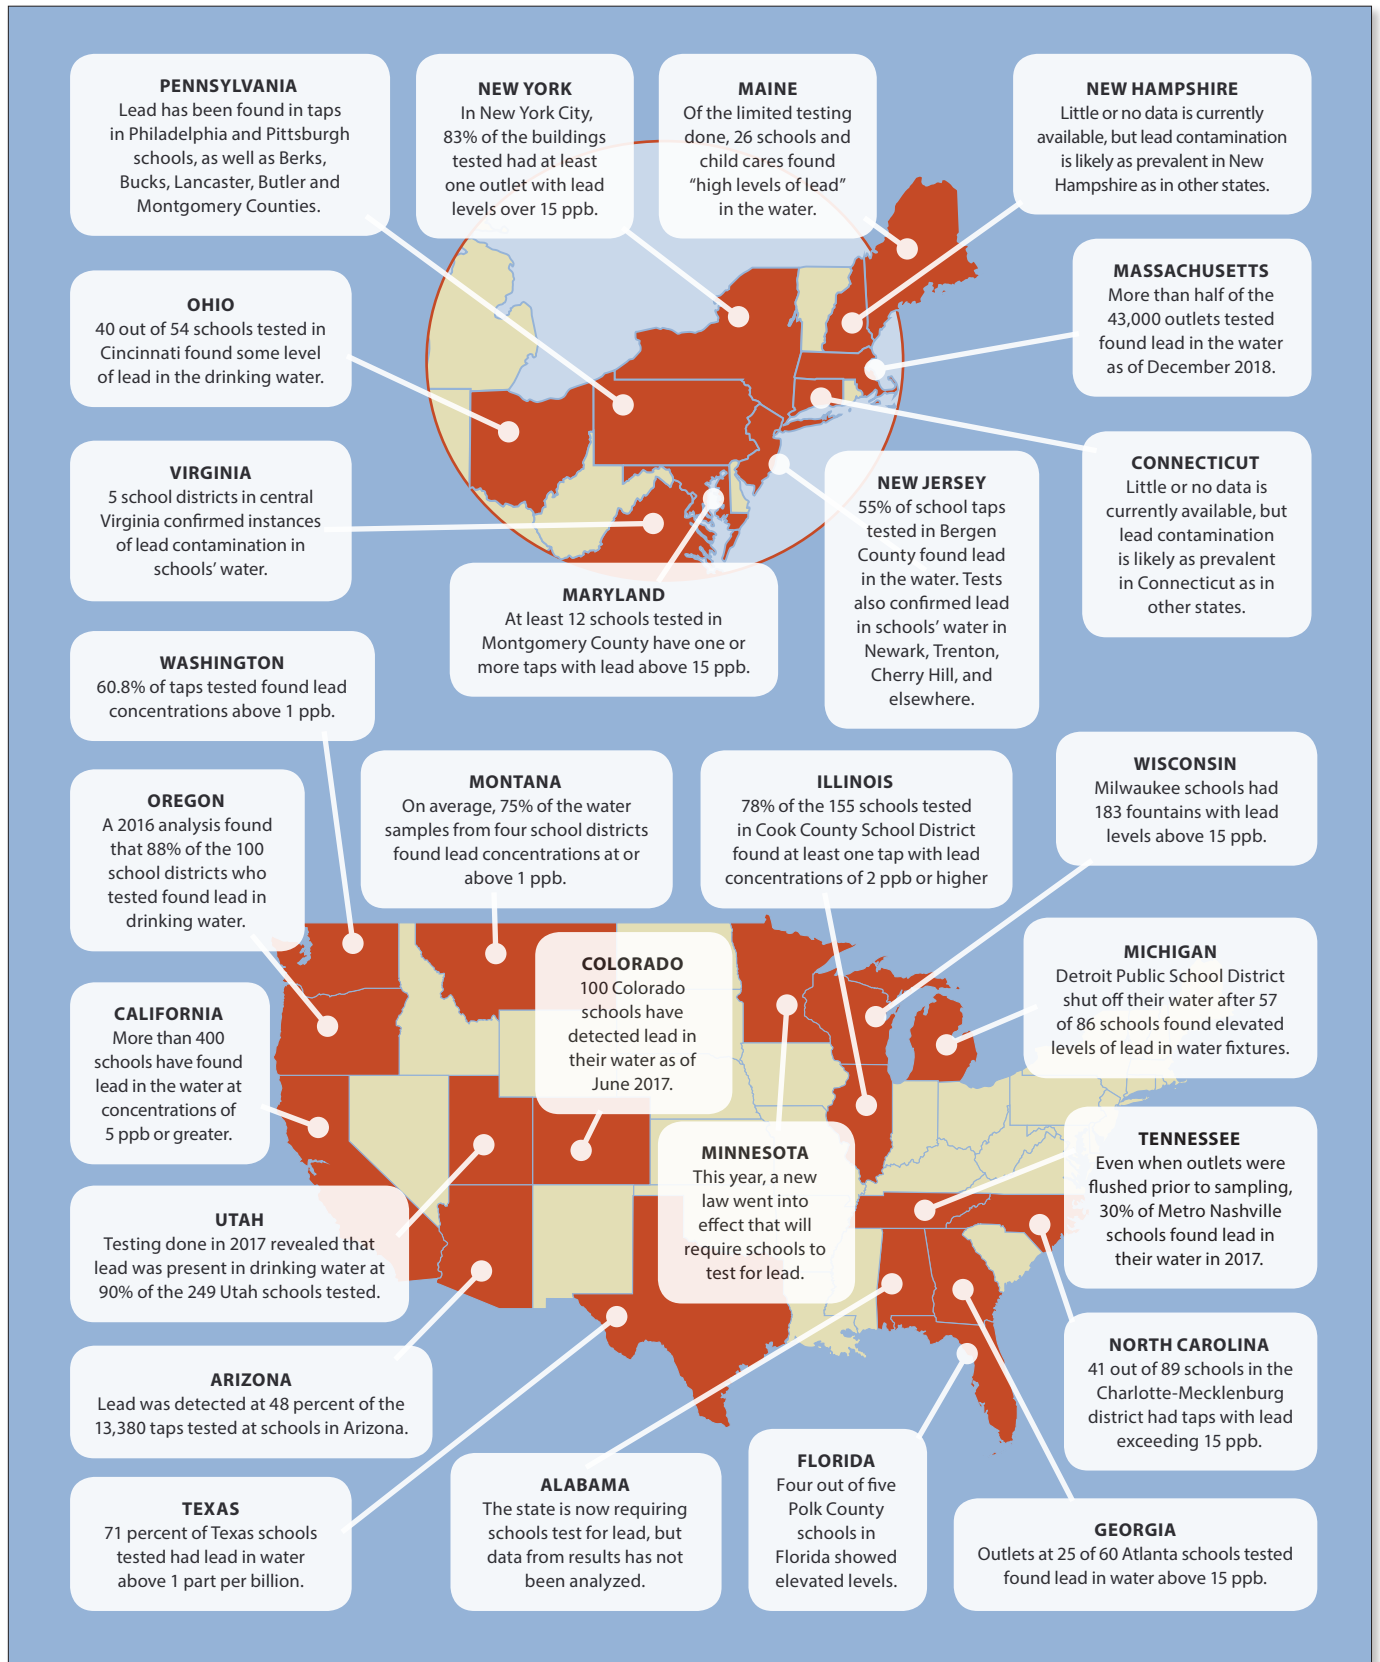 PENNSYLVANIA
Lead has been found in taps
in Philadelphia and Pittsburgh
schools, as well as Berks,
Bucks, Lancaster, Butler and
Montgomery Counties.
NEW YORK
In New York City,
83% of the buildings
tested had at least
one outlet with lead
levels over 15 ppb.
MAINE
Of the limited testing
done, 26 schools and
child cares found
“high levels of lead”
in the water.
NEW HAMPSHIRE
Little or no data is currently
available, but lead contamination
is likely as prevalent in New
Hampshire as in other states.
OHIO
40 out of 54 schools tested in
Cincinnati found some level
of lead in the drinking water.
MASSACHUSETTS
More than half of the
43,000 outlets tested
found lead in the water
as of December 2018.
VIRGINIA
5 school districts in central
Virginia confirmed instances
of lead contamination in
schools’ water.
CONNECTICUT
Little or no data is
currently available, but
lead contamination
is likely as prevalent
in Connecticut as in
other states.
NEW JERSEY
55% of school taps
tested in Bergen
County found lead
in the water. Tests
also confirmed lead
in schools’ water in
Newark, Trenton,
Cherry Hill, and
elsewhere.
MARYLAND
At least 12 schools tested in
Montgomery County have one or
more taps with lead above 15 ppb.
WASHINGTON
60.8% of taps tested found lead
concentrations above 1 ppb.
OREGON
A 2016 analysis found
that 88% of the 100
school districts who
tested found lead in
drinking water.
MONTANA
On average, 75% of the water
samples from four school districts
found lead concentrations at or
above 1 ppb.
ILLINOIS
78% of the 155 schools tested
in Cook County School District
found at least one tap with lead
concentrations of 2 ppb or higher
WISCONSIN
Milwaukee schools had
183 fountains with lead
levels above 15 ppb.
COLORADO
100 Colorado
schools have
detected lead in
their water as of
June 2017.
MICHIGAN
Detroit Public School District
shut off their water after 57
of 86 schools found elevated
levels of lead in water fixtures.
CALIFORNIA
More than 400
schools have found
lead in the water at
concentrations of
5 ppb or greater.
MINNESOTA
This year, a new
law went into
effect that will
require schools to
test for lead.
TENNESSEE
Even when outlets were
flushed prior to sampling,
30% of Metro Nashville
schools found lead in
their water in 2017.
UTAH
Testing done in 2017 revealed that
lead was present in drinking water at
90% of the 249 Utah schools tested.
NORTH CAROLINA
41 out of 89 schools in the
Charlotte-Mecklenburg
district had taps with lead
exceeding 15 ppb.
ARIZONA
Lead was detected at 48 percent of the
13,380 taps tested at schools in Arizona.
TEXAS
71 percent of Texas schools
tested had lead in water
above 1 part per billion.
ALABAMA
The state is now requiring
schools test for lead, but
data from results has not
been analyzed.
FLORIDA
Four out of five
Polk County
schools in
Florida showed
elevated levels.
GEORGIA
Outlets at 25 of 60 Atlanta schools tested
found lead in water above 15 ppb.